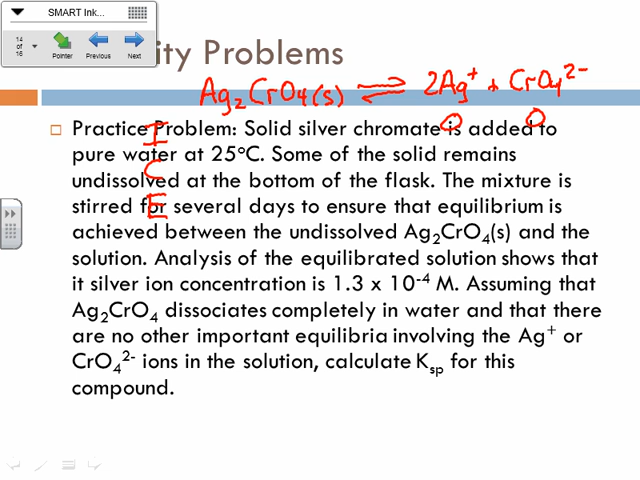 SMART Ink...
14
of
16
Pointer Previous Next
ity Problems
Ag₂CrO₄(s) ⇌ 2Ag⁺ + CrO₄²⁻
O O
Practice Problem: Solid silver chromate is added to
pure water at 25°C. Some of the solid remains
undissolved at the bottom of the flask. The mixture is
stirred for several days to ensure that equilibrium is
achieved between the undissolved Ag₂CrO₄(s) and the
solution. Analysis of the equilibrated solution shows that
it silver ion concentration is 1.3 x 10⁻⁴ M. Assuming that
Ag₂CrO₄ dissociates completely in water and that there
are no other important equilibria involving the Ag⁺ or
CrO₄²⁻ ions in the solution, calculate Kₛₚ for this
compound.
I
C
E